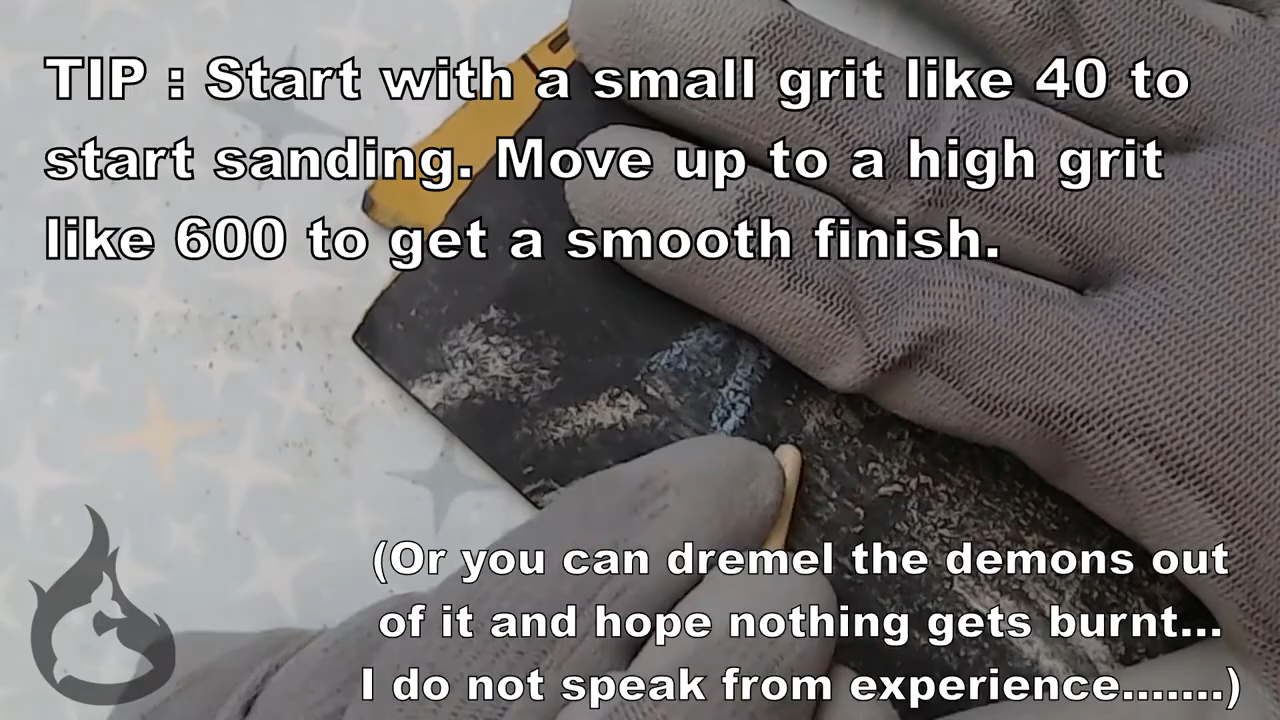 TIP : Start with a small grit like 40 to
start sanding. Move up to a high grit
like 600 to get a smooth finish.
(Or you can dremel the demons out
of it and hope nothing gets burnt...
I do not speak from experience.......)